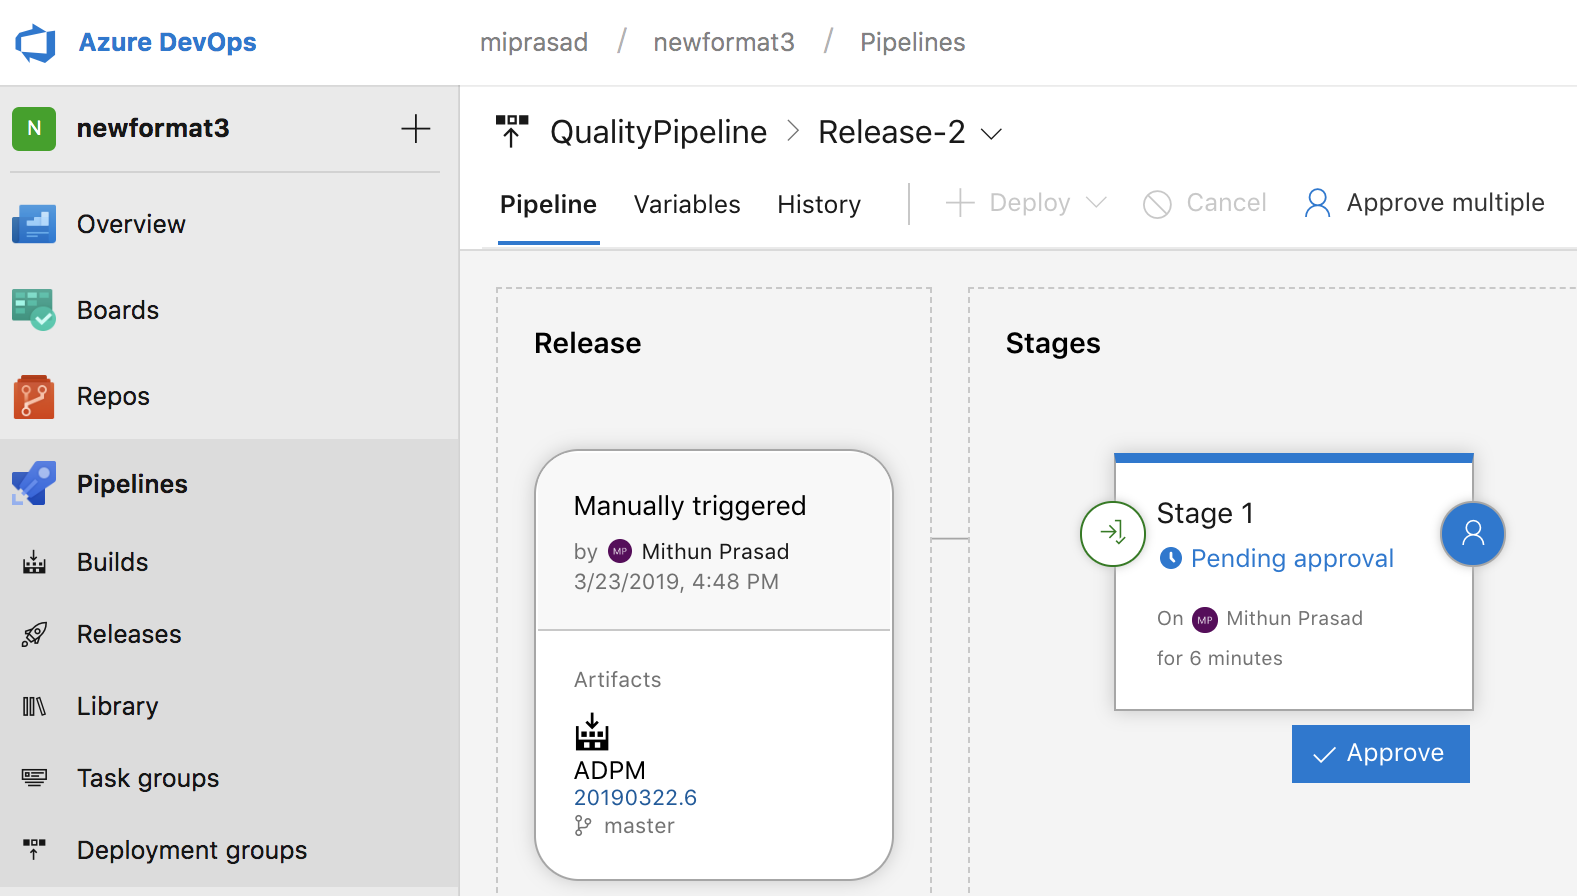 Azure DevOps
miprasad / newformat3 / Pipelines
N newformat3
Overview
Boards
Repos
Pipelines
Builds
Releases
Library
Task groups
Deployment groups
QualityPipeline > Release-2
Pipeline Variables History Deploy Cancel Approve multiple
Release
Manually triggered
by MP Mithun Prasad
3/23/2019, 4:48 PM
Artifacts
ADPM
20190322.6
master
Stages
Stage 1
Pending approval
On MP Mithun Prasad
for 6 minutes
Approve